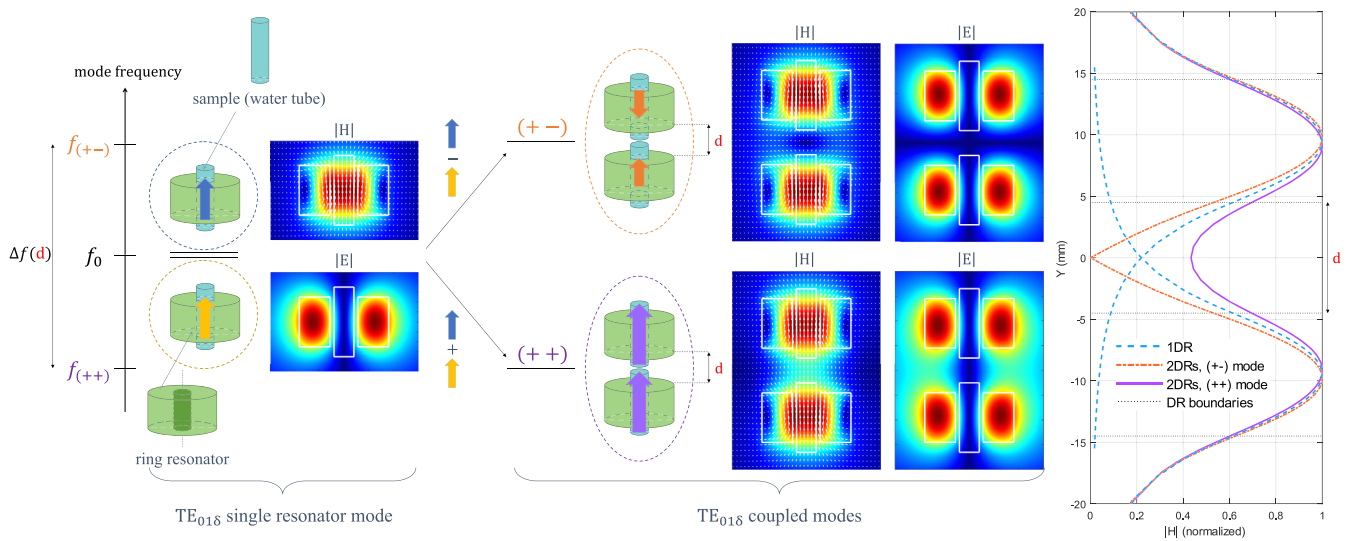 mode frequency
sample (water tube)
f(+−)
f0
f(++)
Δf(d)
ring resonator
TE01δ single resonator mode
|H|
|E|
−
+
(+−)
(++)
d
d
|H|
|E|
|H|
|E|
TE01δ coupled modes
20
15
10
5
0
-5
-10
-15
-20
Y (mm)
d
1DR
2DRs, (+-) mode
2DRs, (++) mode
DR boundaries
0
0.2
0.4
0.6
0.8
1
|H| (normalized)